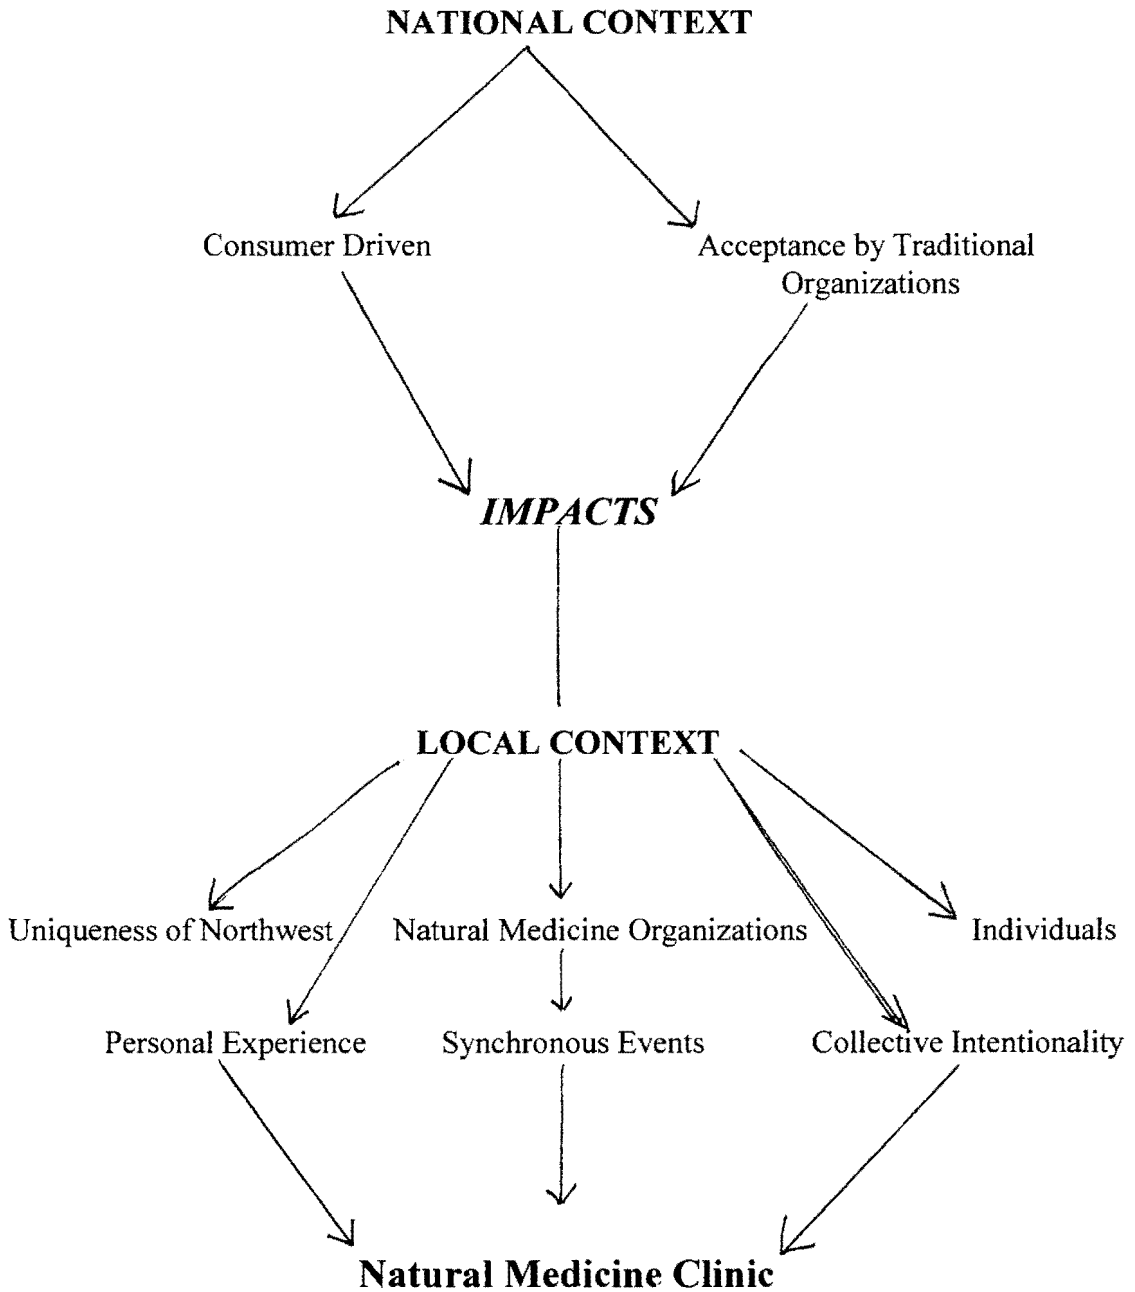 NATIONAL CONTEXT
Consumer Driven
Acceptance by Traditional
Organizations
IMPACTS
LOCAL CONTEXT
Uniqueness of Northwest
Natural Medicine Organizations
Individuals
Personal Experience
Synchronous Events
Collective Intentionality
Natural Medicine Clinic